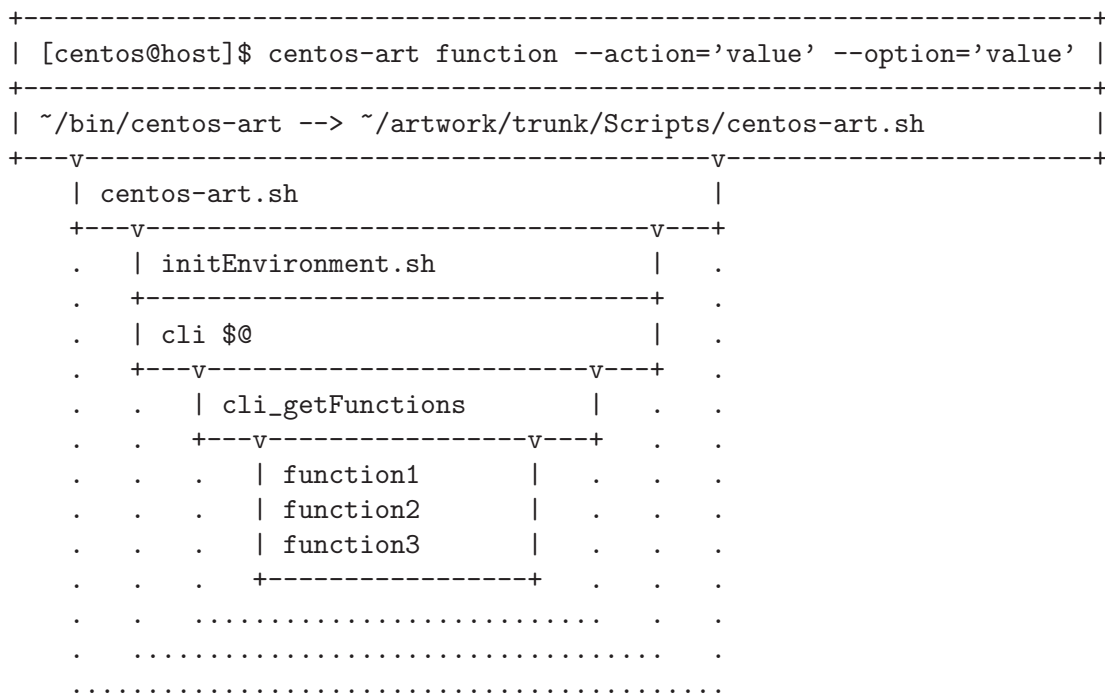 +----------------------------------------------------------------------+
| [centos@host]$ centos-art function --action='value' --option='value' |
+----------------------------------------------------------------------+
| ~/bin/centos-art --> ~/artwork/trunk/Scripts/centos-art.sh           |
+---v-----------------------------------------v------------------------+
    | centos-art.sh                           |
    +---v---------------------------------v---+
    .   | initEnvironment.sh              |   .
    .   +---------------------------------+   .
    .   | cli $@                          |   .
    .   +---v-------------------------v---+   .
    .   .   | cli_getFunctions        |   .   .
    .   .   +---v-----------------v---+   .   .
    .   .   .   | function1       |   .   .   .
    .   .   .   | function2       |   .   .   .
    .   .   .   | function3       |   .   .   .
    .   .   .   +-----------------+   .   .   .
    .   .   ...........................   .   .
    .   ...................................   .
    ...........................................